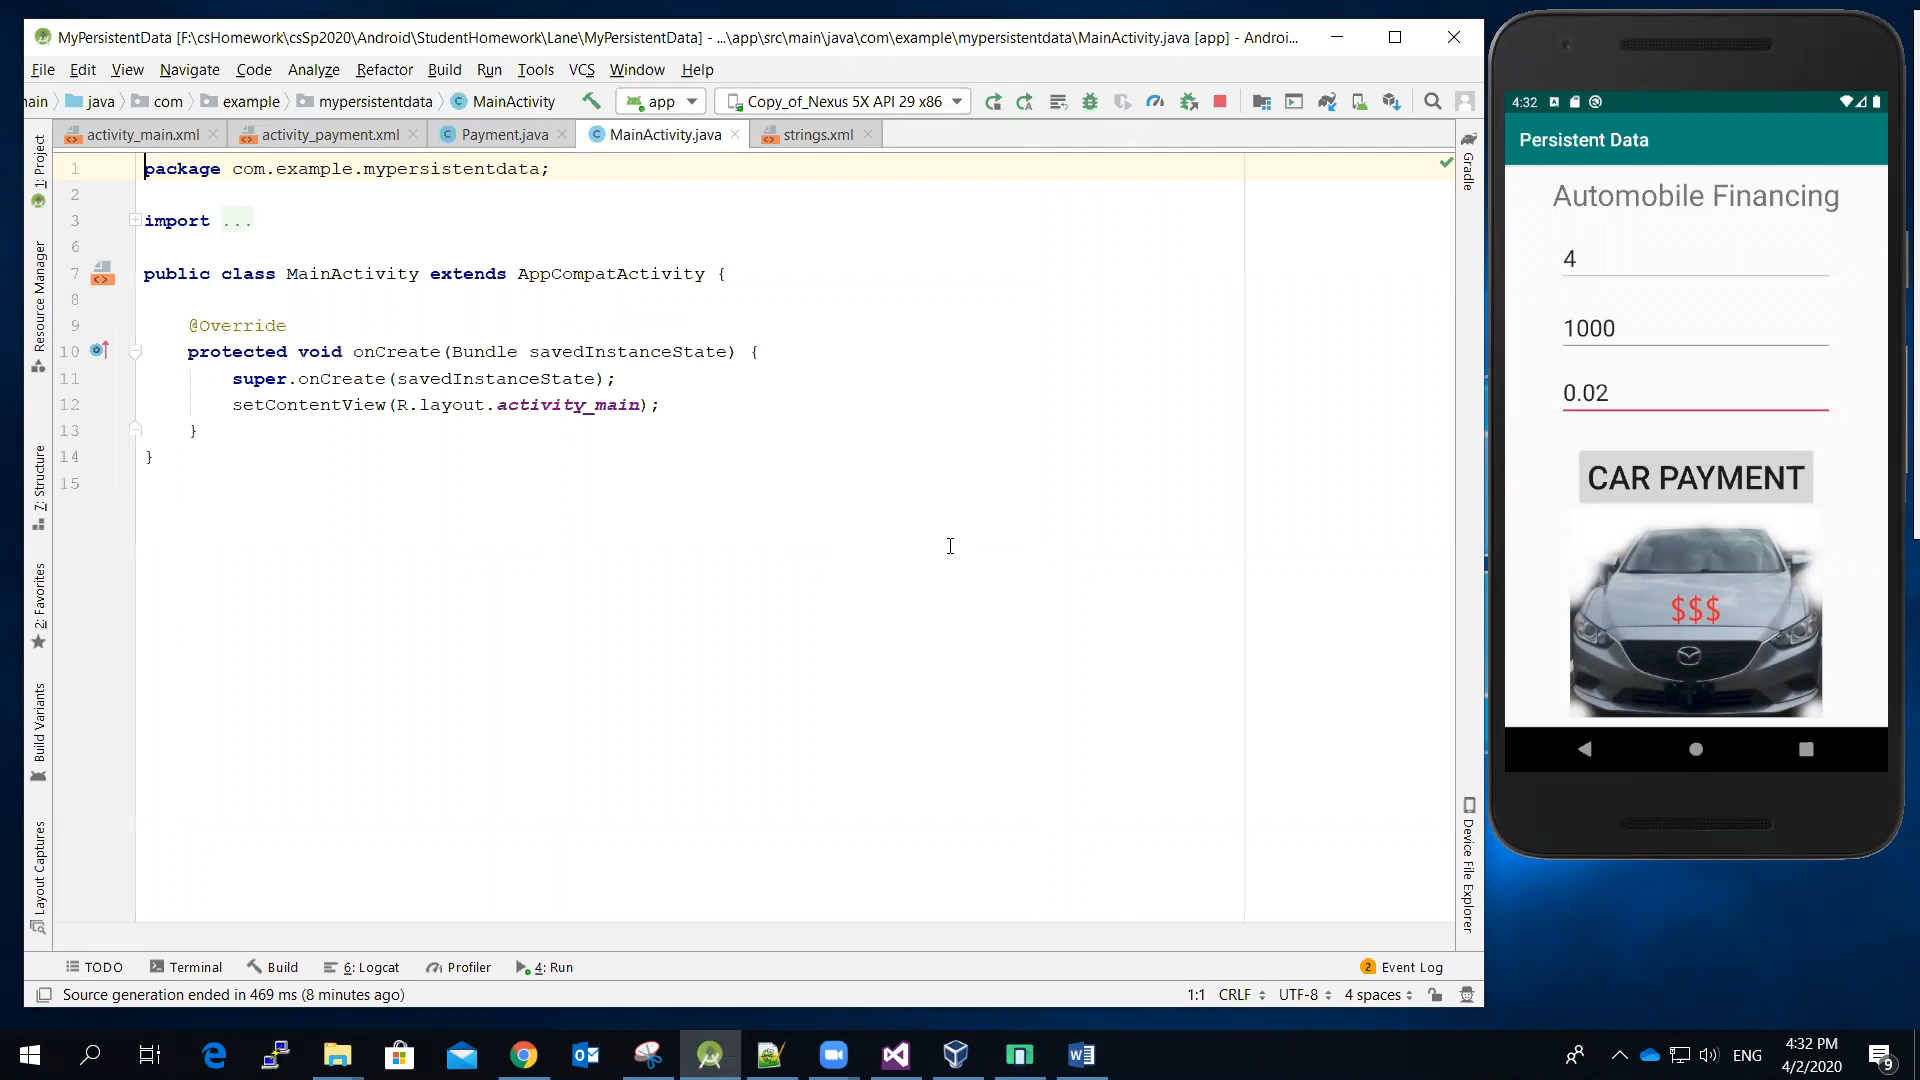 MyPersistentData [F:\csHomework\csSp2020\Android\StudentHomework\Lane\MyPersistentData] - ...\app\src\main\java\com\example\mypersistentdata\MainActivity.java [app] - Androi...
File Edit View Navigate Code Analyze Refactor Build Run Tools VCS Window Help
ain java com example mypersistentdata MainActivity app Copy_of_Nexus 5X API 29 x86
activity_main.xml activity_payment.xml Payment.java MainActivity.java strings.xml
1 package com.example.mypersistentdata;
2
3 import ...
6
7 public class MainActivity extends AppCompatActivity {
8
9 @Override
10 protected void onCreate(Bundle savedInstanceState) {
11 super.onCreate(savedInstanceState);
12 setContentView(R.layout.activity_main);
13 }
14 }
15
1: Project
Resource Manager
7: Structure
2: Favorites
Build Variants
Layout Captures
Gradle
Device File Explorer
TODO Terminal Build 6: Logcat Profiler 4: Run 2 Event Log
Source generation ended in 469 ms (8 minutes ago) 1:1 CRLF UTF-8 4 spaces
4:32
Persistent Data
Automobile Financing
4
1000
0.02
CAR PAYMENT
$$$
ENG 4:32 PM
4/2/2020
9